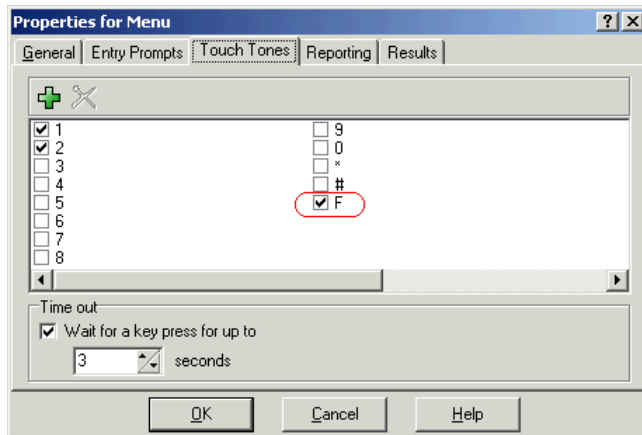 Properties for Menu
General Entry Prompts Touch Tones Reporting Results
1
2
3
4
5
6
7
8
9
0
*
#
F
Time out
Wait for a key press for up to
3 seconds
OK Cancel Help